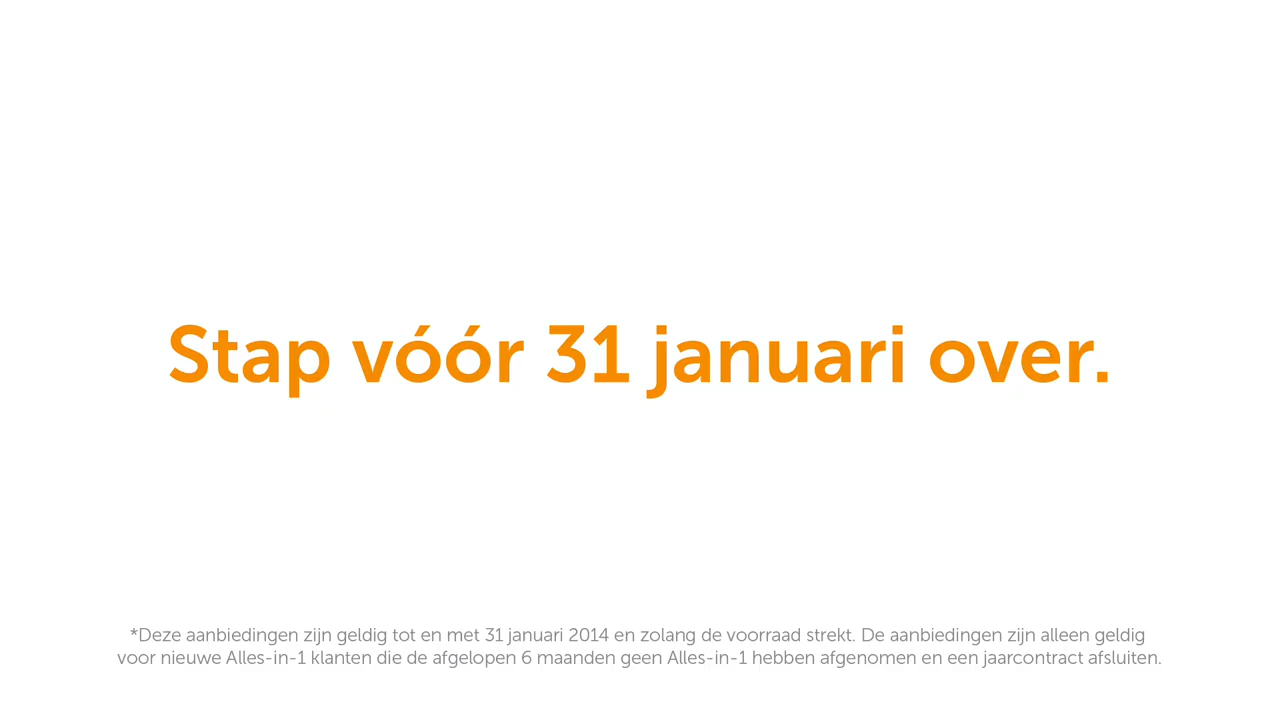 Stap vóór 31 januari over.
*Deze aanbiedingen zijn geldig tot en met 31 januari 2014 en zolang de voorraad strekt. De aanbiedingen zijn alleen geldig
voor nieuwe Alles-in-1 klanten die de afgelopen 6 maanden geen Alles-in-1 hebben afgenomen en een jaarcontract afsluiten.